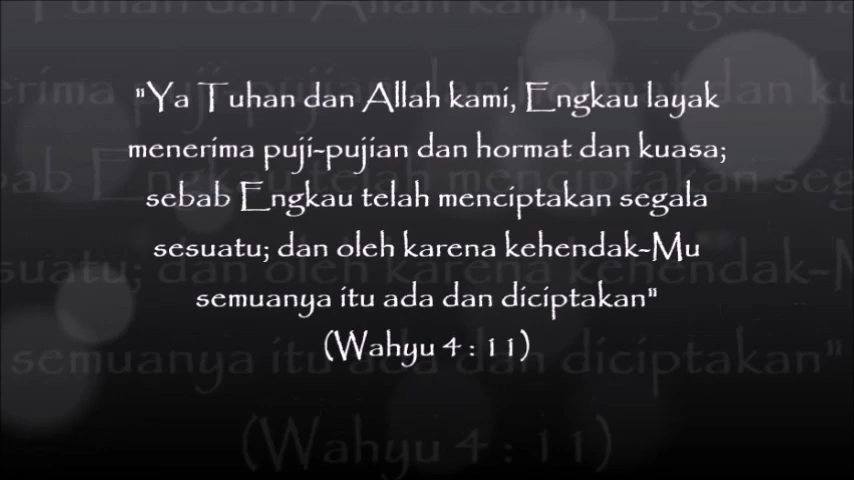 "Ya Tuhan dan Allah kami, Engkau layak
menerima puji-pujian dan hormat dan kuasa;
sebab Engkau telah menciptakan segala
sesuatu; dan oleh karena kehendak-Mu
semuanya itu ada dan diciptakan"
(Wahyu 4 : 11)